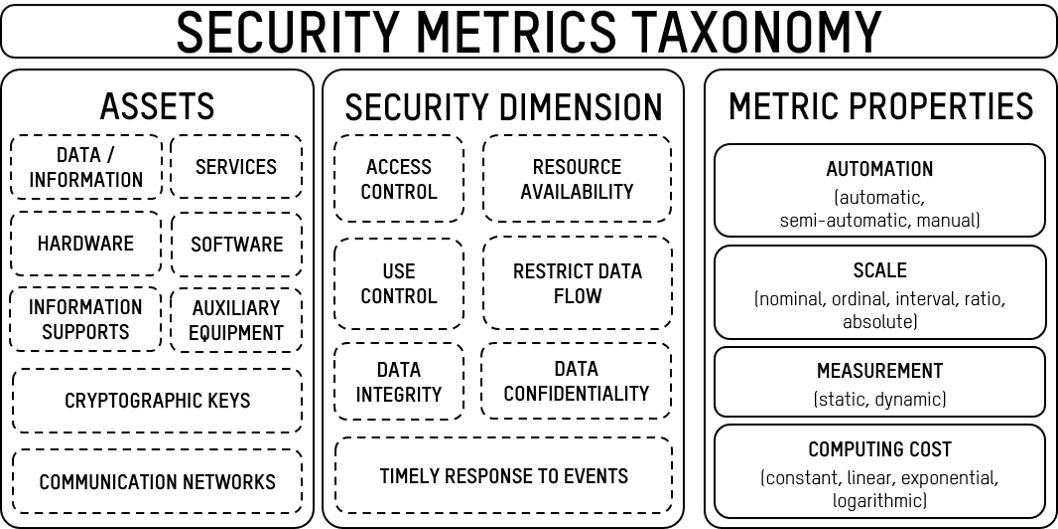 SECURITY METRICS TAXONOMY
ASSETS
DATA /
INFORMATION
SERVICES
HARDWARE
SOFTWARE
INFORMATION
SUPPORTS
AUXILIARY
EQUIPMENT
CRYPTOGRAPHIC KEYS
COMMUNICATION NETWORKS
SECURITY DIMENSION
ACCESS
CONTROL
RESOURCE
AVAILABILITY
USE
CONTROL
RESTRICT DATA
FLOW
DATA
INTEGRITY
DATA
CONFIDENTIALITY
TIMELY RESPONSE TO EVENTS
METRIC PROPERTIES
AUTOMATION
(automatic,
semi-automatic, manual)
SCALE
(nominal, ordinal, interval, ratio,
absolute)
MEASUREMENT
(static, dynamic)
COMPUTING COST
(constant, linear, exponential,
logarithmic)